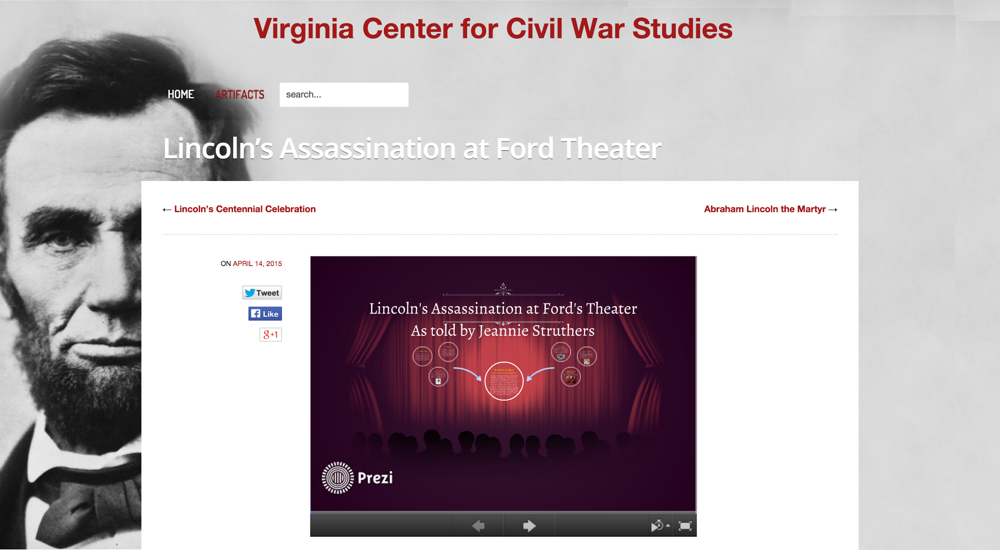 Virginia Center for Civil War Studies
HOME ARTIFACTS search...
Lincoln’s Assassination at Ford Theater
← Lincoln’s Centennial Celebration
Abraham Lincoln the Martyr →
ON APRIL 14, 2015
Tweet
Like
g+1
Lincoln's Assassination at Ford's Theater
As told by Jeannie Struthers
Prezi